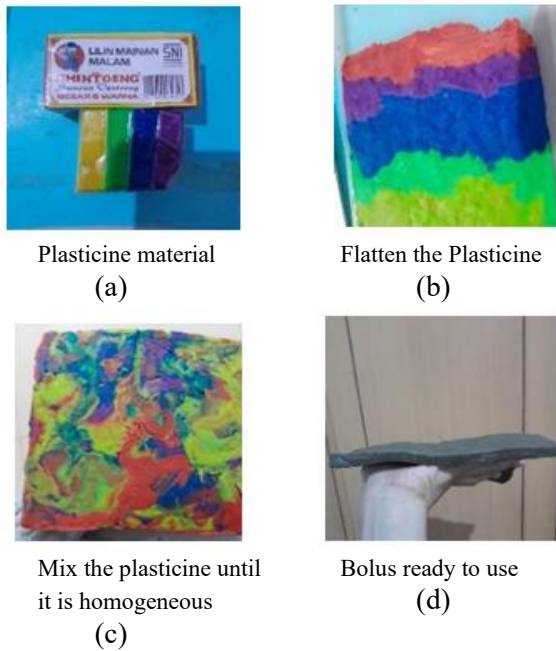 LILIN MAINAN
MALAM
SNI
Plasticine material
(a)
Flatten the Plasticine
(b)
Mix the plasticine until
it is homogeneous
(c)
Bolus ready to use
(d)